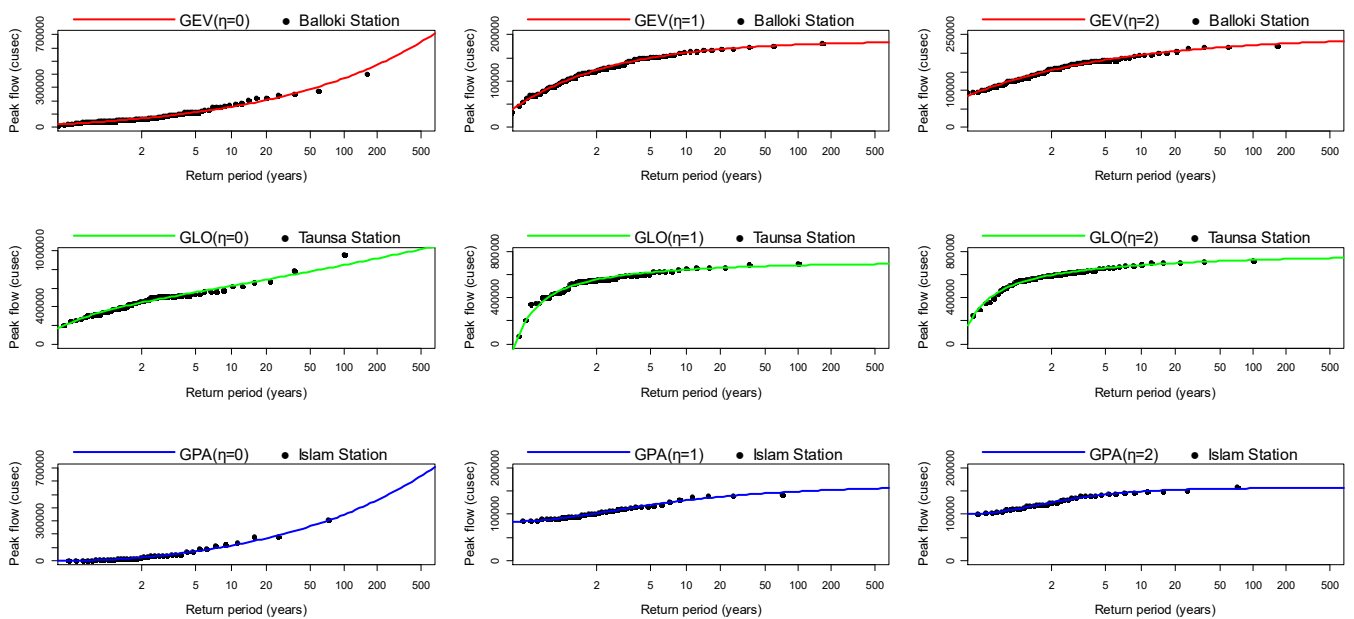 GEV(η=0) Balloki Station
Peak flow (cusec)
0 300000 700000
2 5 10 20 50 100 200 500
Return period (years)
GEV(η=1) Balloki Station
Peak flow (cusec)
0 100000 200000
2 5 10 20 50 100 200 500
Return period (years)
GEV(η=2) Balloki Station
Peak flow (cusec)
0 100000 250000
2 5 10 20 50 100 200 500
Return period (years)
GLO(η=0) Taunsa Station
Peak flow (cusec)
0 400000 1000000
2 5 10 20 50 100 200 500
Return period (years)
GLO(η=1) Taunsa Station
Peak flow (cusec)
0 400000 800000
2 5 10 20 50 100 200 500
Return period (years)
GLO(η=2) Taunsa Station
Peak flow (cusec)
0 400000 800000
2 5 10 20 50 100 200 500
Return period (years)
GPA(η=0) Islam Station
Peak flow (cusec)
0 300000 700000
2 5 10 20 50 100 200 500
Return period (years)
GPA(η=1) Islam Station
Peak flow (cusec)
0 100000 200000
2 5 10 20 50 100 200 500
Return period (years)
GPA(η=2) Islam Station
Peak flow (cusec)
0 100000 200000
2 5 10 20 50 100 200 500
Return period (years)